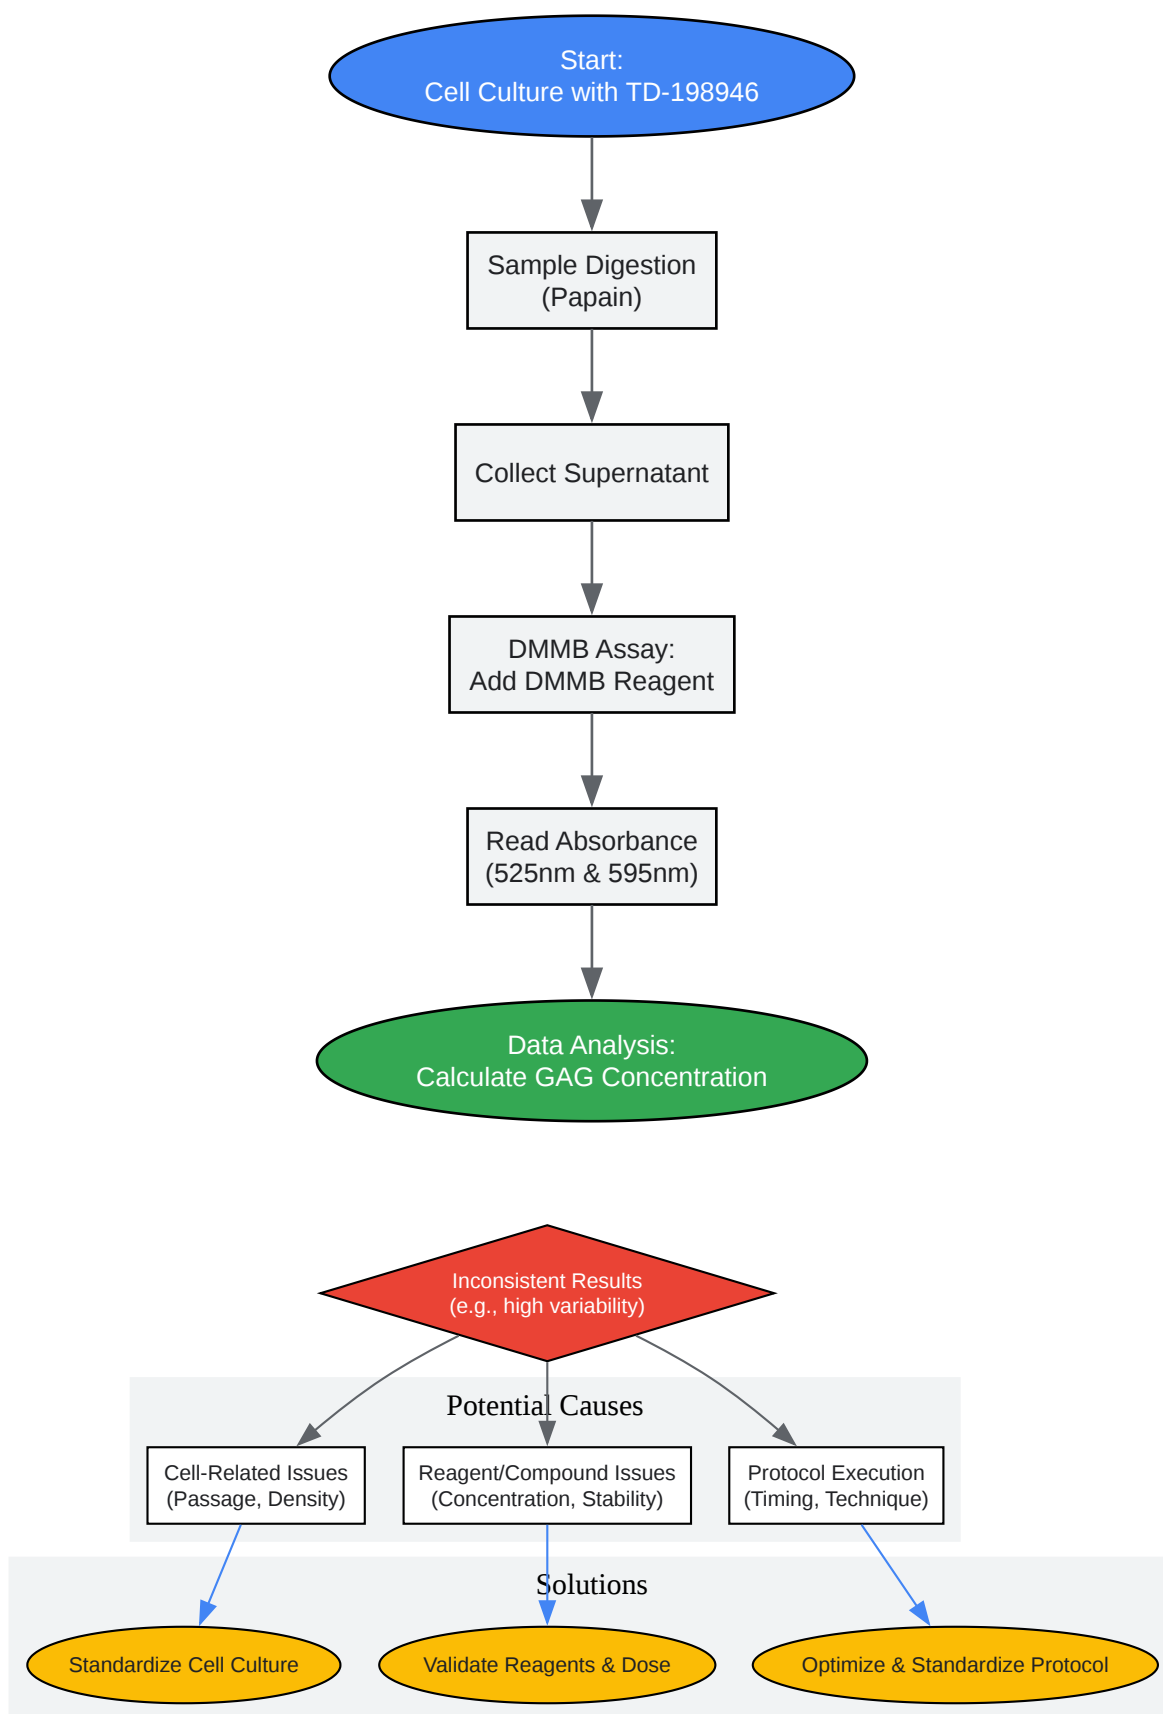 Start:
Cell Culture with TD-198946
Sample Digestion
(Papain)
Collect Supernatant
DMMB Assay:
Add DMMB Reagent
Read Absorbance
(525nm & 595nm)
Data Analysis:
Calculate GAG Concentration
Inconsistent Results
(e.g., high variability)
Potential Causes
Cell-Related Issues
(Passage, Density)
Reagent/Compound Issues
(Concentration, Stability)
Protocol Execution
(Timing, Technique)
Solutions
Standardize Cell Culture
Validate Reagents & Dose
Optimize & Standardize Protocol